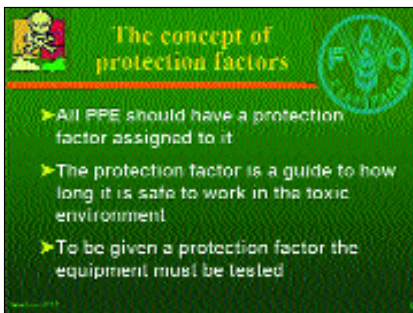 The concept of
protection factors
F A O
➤All PPE should have a protection
factor assigned to it
➤The protection factor is a guide to how
long it is safe to work in the toxic
environment
➤To be given a protection factor the
equipment must be tested